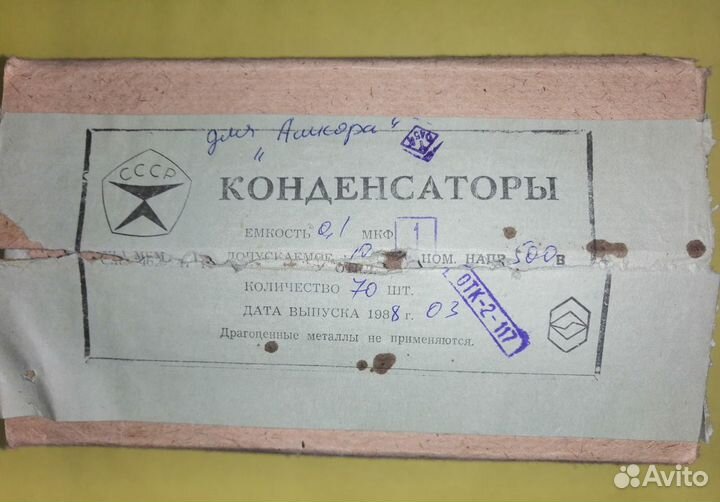 для "Алкора"
СССР
КОНДЕНСАТОРЫ
ЕМКОСТЬ 0,1 МКФ 1
ДОПУСКАЕМОЕ 10 НОМ. НАПР. 500 В
КОЛИЧЕСТВО 70 ШТ.
ДАТА ВЫПУСКА 1988 г. 03
ОТК-2-117
Драгоценные металлы не применяются.
Avito